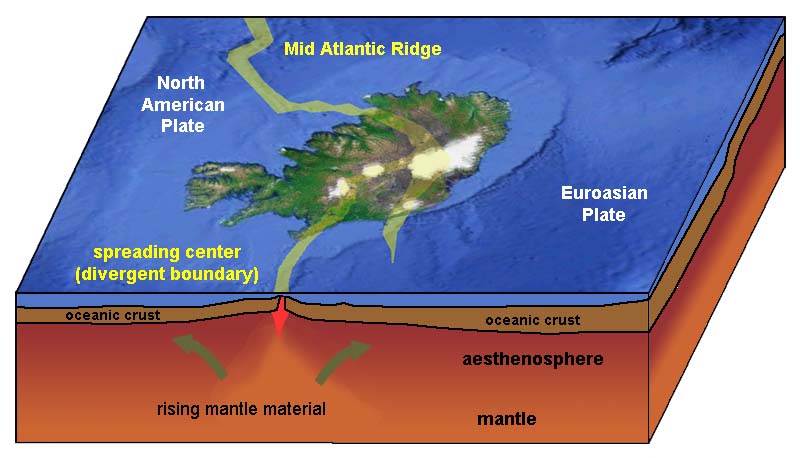 Mid Atlantic Ridge
North
American
Plate
Euroasian
Plate
spreading center
(divergent boundary)
oceanic crust
oceanic crust
aesthenosphere
rising mantle material
mantle